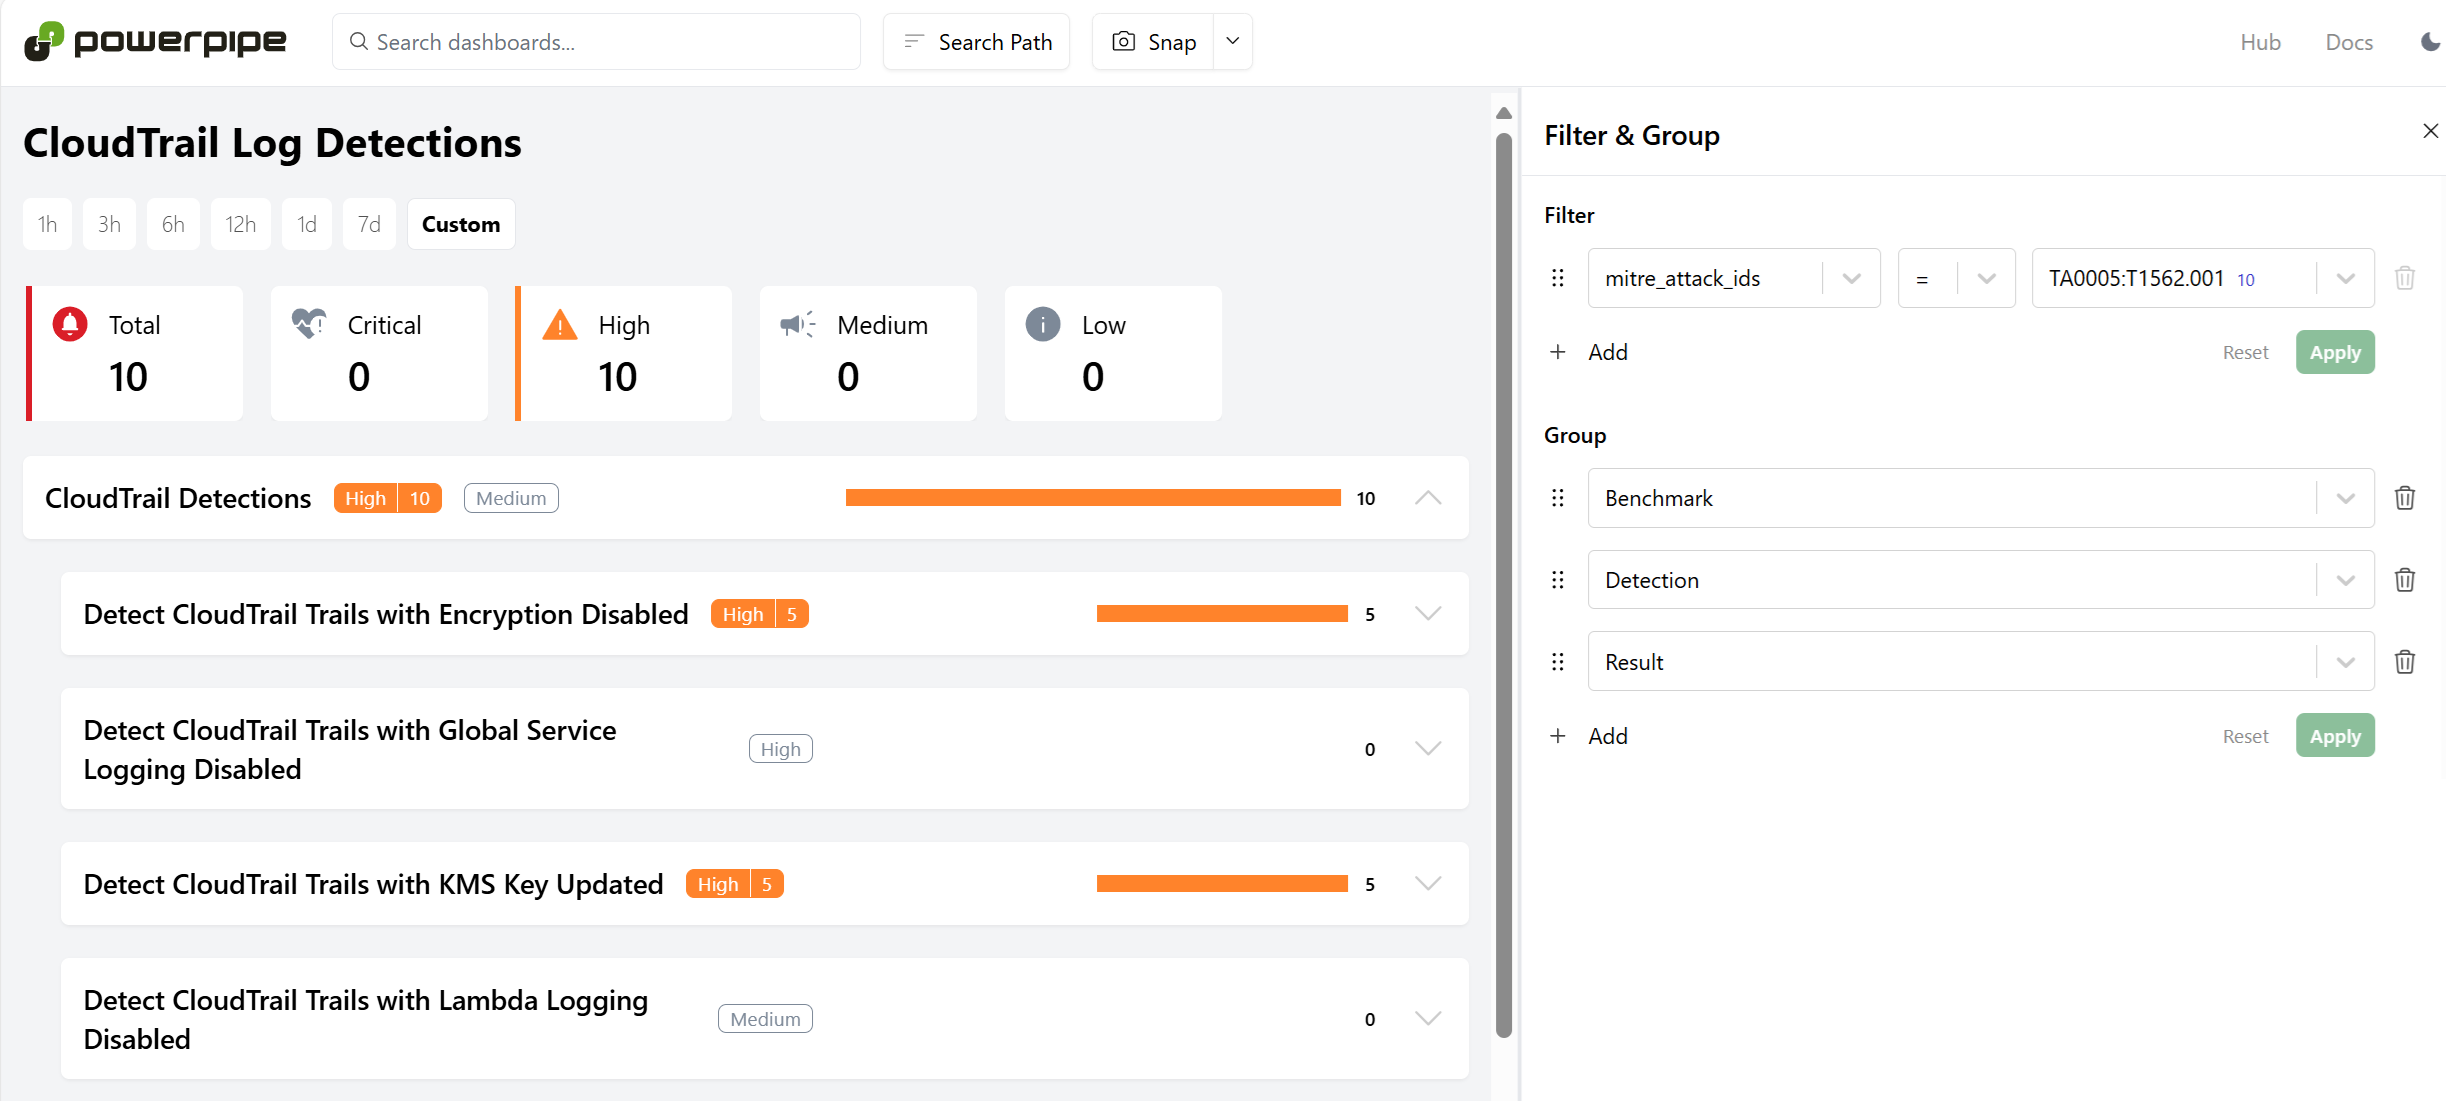 powerpipe
Search dashboards...
Search Path
Snap
Hub
Docs
CloudTrail Log Detections
1h 3h 6h 12h 1d 7d Custom
Total
10
Critical
0
High
10
Medium
0
Low
0
CloudTrail Detections High 10 Medium 10
Detect CloudTrail Trails with Encryption Disabled High 5 5
Detect CloudTrail Trails with Global Service
Logging Disabled
High 0
Detect CloudTrail Trails with KMS Key Updated High 5 5
Detect CloudTrail Trails with Lambda Logging
Disabled
Medium 0
Filter & Group
Filter
mitre_attack_ids = TA0005:T1562.001 10
+ Add Reset Apply
Group
Benchmark
Detection
Result
+ Add Reset Apply